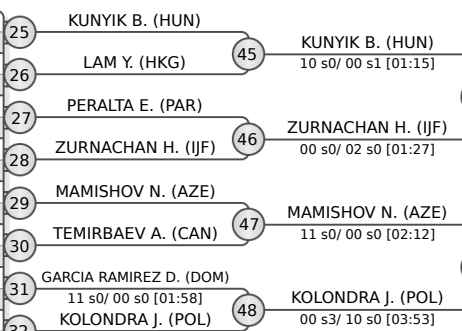 KUNYIK B. (HUN)
25
45
KUNYIK B. (HUN)
10 s0/ 00 s1 [01:15]
LAM Y. (HKG)
26
PERALTA E. (PAR)
27
46
ZURNACHAN H. (IJF)
00 s0/ 02 s0 [01:27]
ZURNACHAN H. (IJF)
28
MAMISHOV N. (AZE)
29
47
MAMISHOV N. (AZE)
11 s0/ 00 s0 [02:12]
TEMIRBAEV A. (CAN)
30
GARCIA RAMIREZ D. (DOM)
31
11 s0/ 00 s0 [01:58]
48
KOLONDRA J. (POL)
00 s3/ 10 s0 [03:53]
KOLONDRA J. (POL)
32